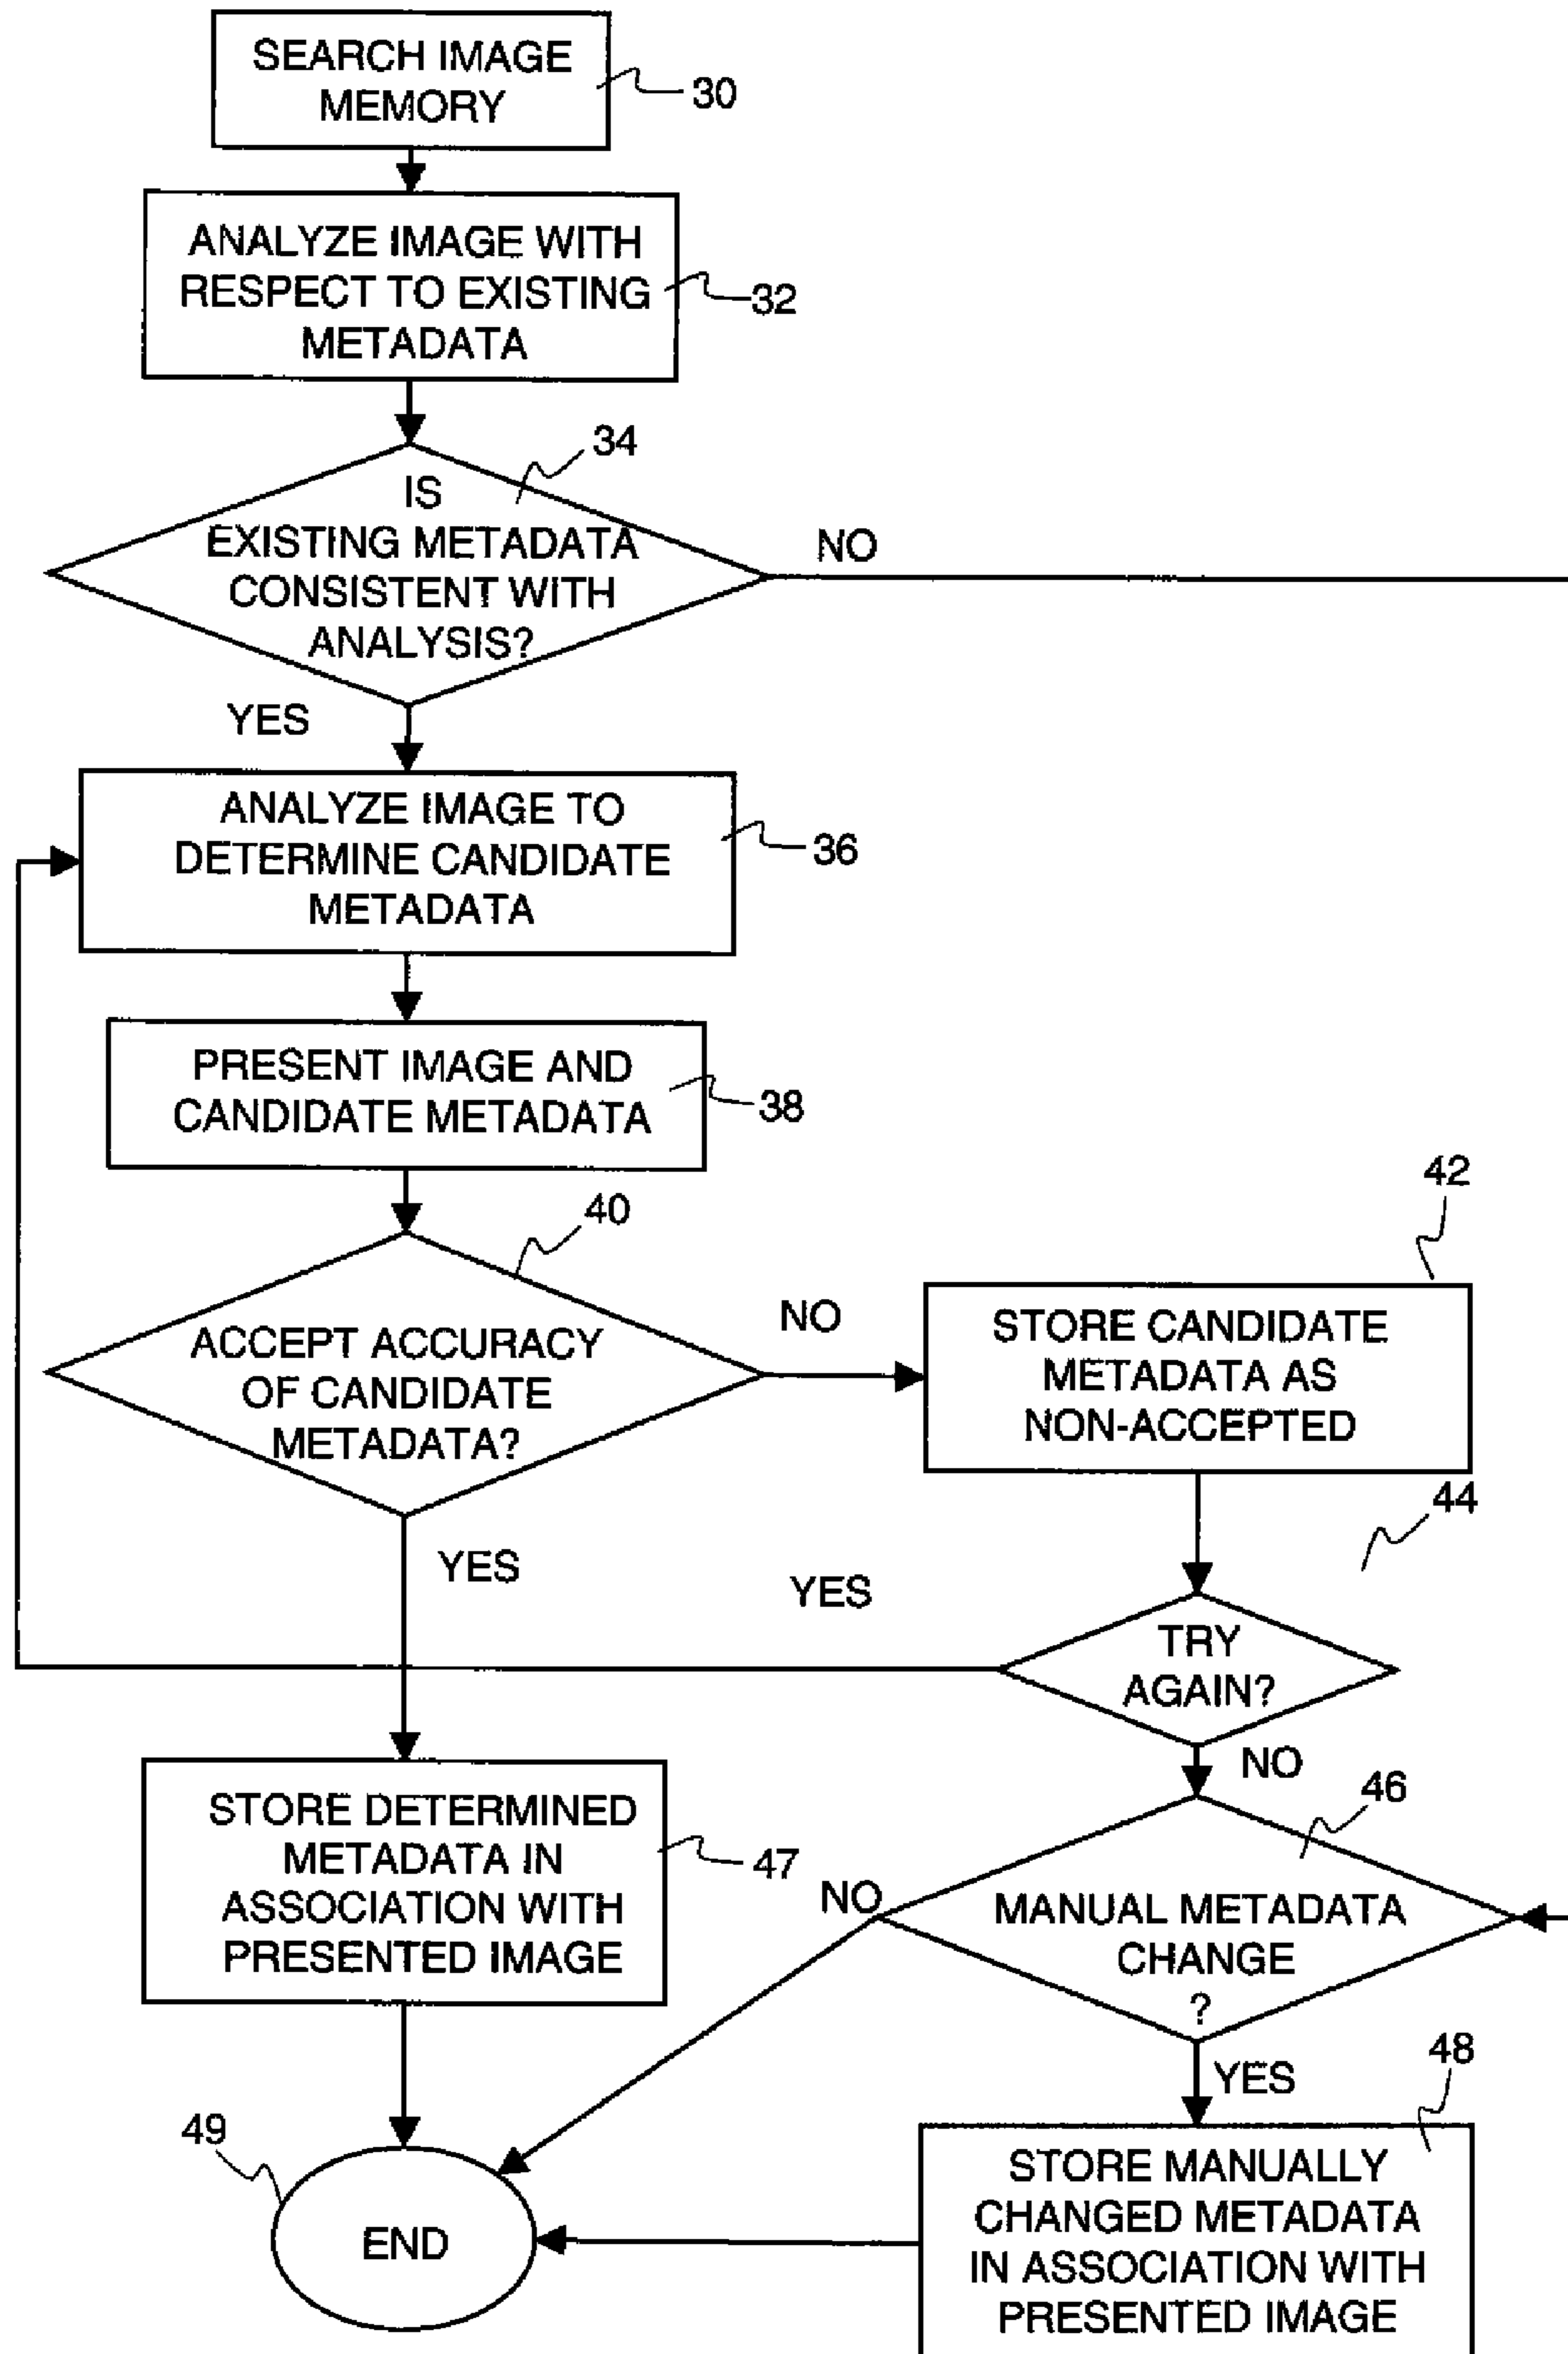 SEARCH IMAGE
MEMORY
30
ANALYZE IMAGE WITH
RESPECT TO EXISTING
METADATA
32
34
IS
EXISTING METADATA
CONSISTENT WITH
ANALYSIS?
NO
YES
ANALYZE IMAGE TO
DETERMINE CANDIDATE
METADATA
36
PRESENT IMAGE AND
CANDIDATE METADATA
38
40
ACCEPT ACCURACY
OF CANDIDATE
METADATA?
NO
42
STORE CANDIDATE
METADATA AS
NON-ACCEPTED
44
YES
YES
TRY
AGAIN?
NO
STORE DETERMINED
METADATA IN
ASSOCIATION WITH
PRESENTED IMAGE
47
46
NO
MANUAL METADATA
CHANGE
?
YES
48
STORE MANUALLY
CHANGED METADATA
IN ASSOCIATION WITH
PRESENTED IMAGE
49
END